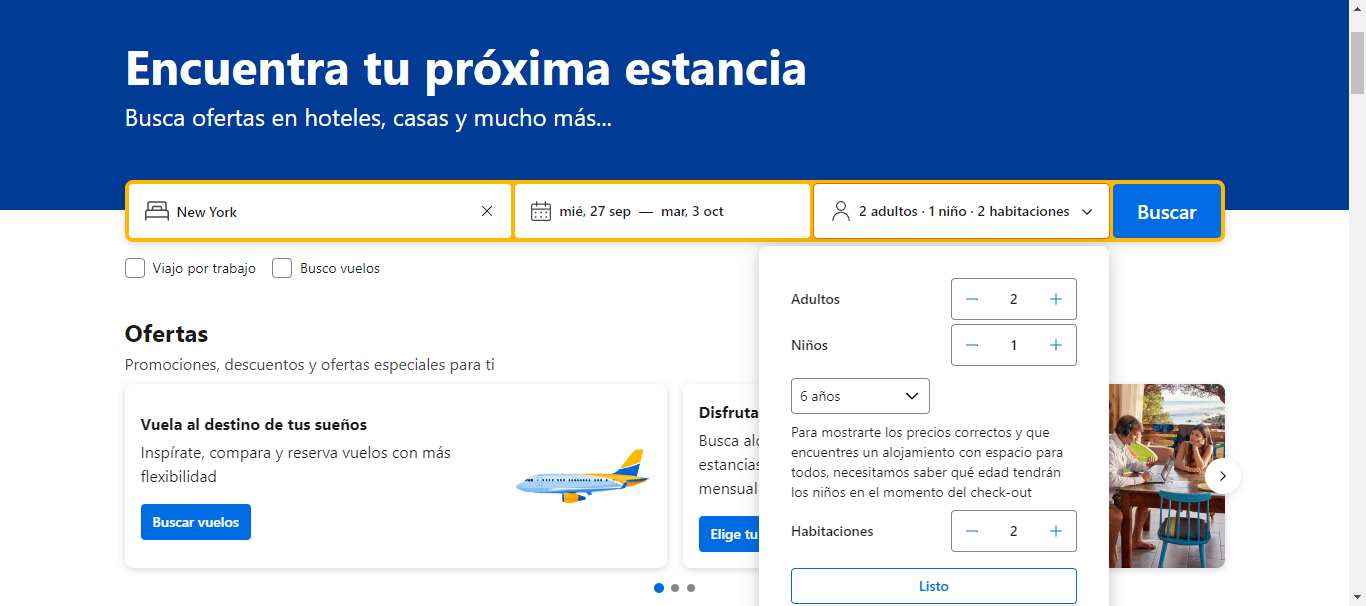 Encuentra tu próxima estancia
Busca ofertas en hoteles, casas y mucho más...
New York
mié, 27 sep — mar, 3 oct
2 adultos · 1 niño · 2 habitaciones
Buscar
Viajo por trabajo
Busco vuelos
Adultos
2
Niños
1
6 años
Para mostrarte los precios correctos y que
encuentres un alojamiento con espacio para
todos, necesitamos saber qué edad tendrán
los niños en el momento del check-out
Habitaciones
2
Listo
Ofertas
Promociones, descuentos y ofertas especiales para ti
Vuela al destino de tus sueños
Inspírate, compara y reserva vuelos con más
flexibilidad
Buscar vuelos
Disfruta
Busca
estancias
mensual
Elige tu